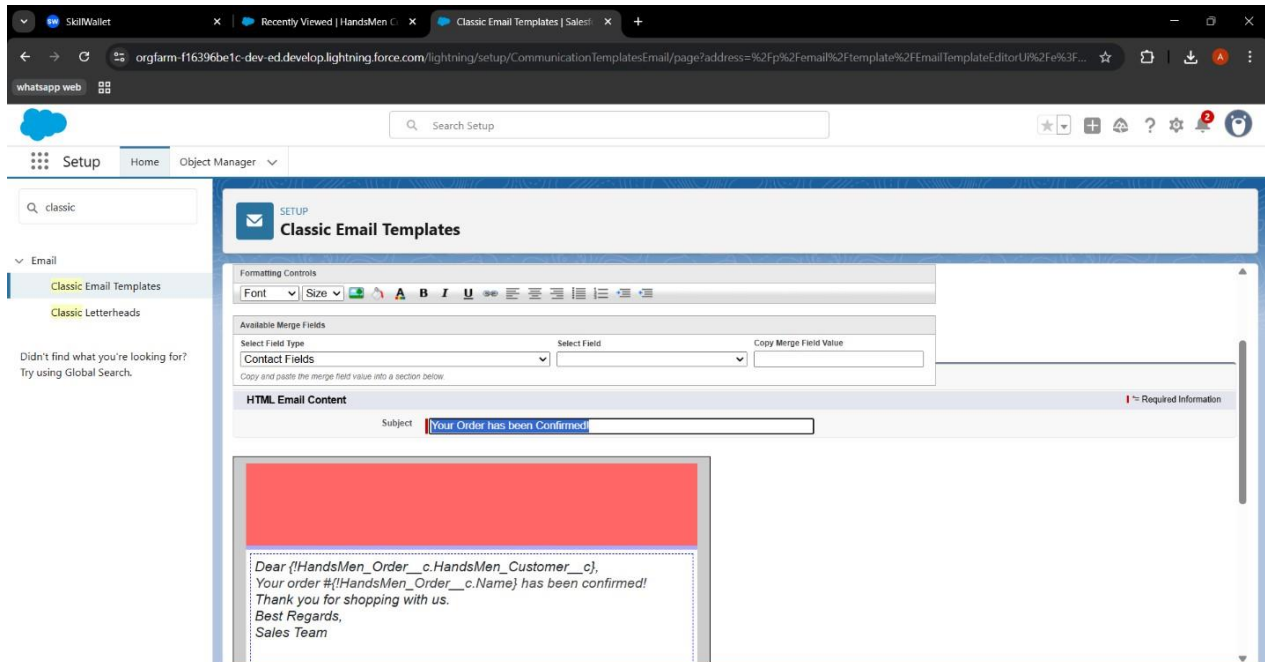 SkillWallet
Recently Viewed | HandsMen C
Classic Email Templates | Salesf
orgfarm-f16396be1c-dev-ed.develop.lightning.force.com/lightning/setup/CommunicationTemplatesEmail/page?address=%2Fp%2Femail%2Ftemplate%2FEmailTemplateEditorUi%2Fe%3F...
A
whatsapp web
Search Setup
2
Setup Home Object Manager
classic
SETUP
Classic Email Templates
Email
Classic Email Templates
Classic Letterheads
Didn't find what you're looking for?
Try using Global Search.
Formatting Controls
Font Size A B I U
Available Merge Fields
Select Field Type Select Field Copy Merge Field Value
Contact Fields
Copy and paste the merge field value into a section below
HTML Email Content = Required Information
Subject Your Order has been Confirmed!
Dear {!HandsMen_Order__c.HandsMen_Customer__c},
Your order #{!HandsMen_Order__c.Name} has been confirmed!
Thank you for shopping with us.
Best Regards,
Sales Team